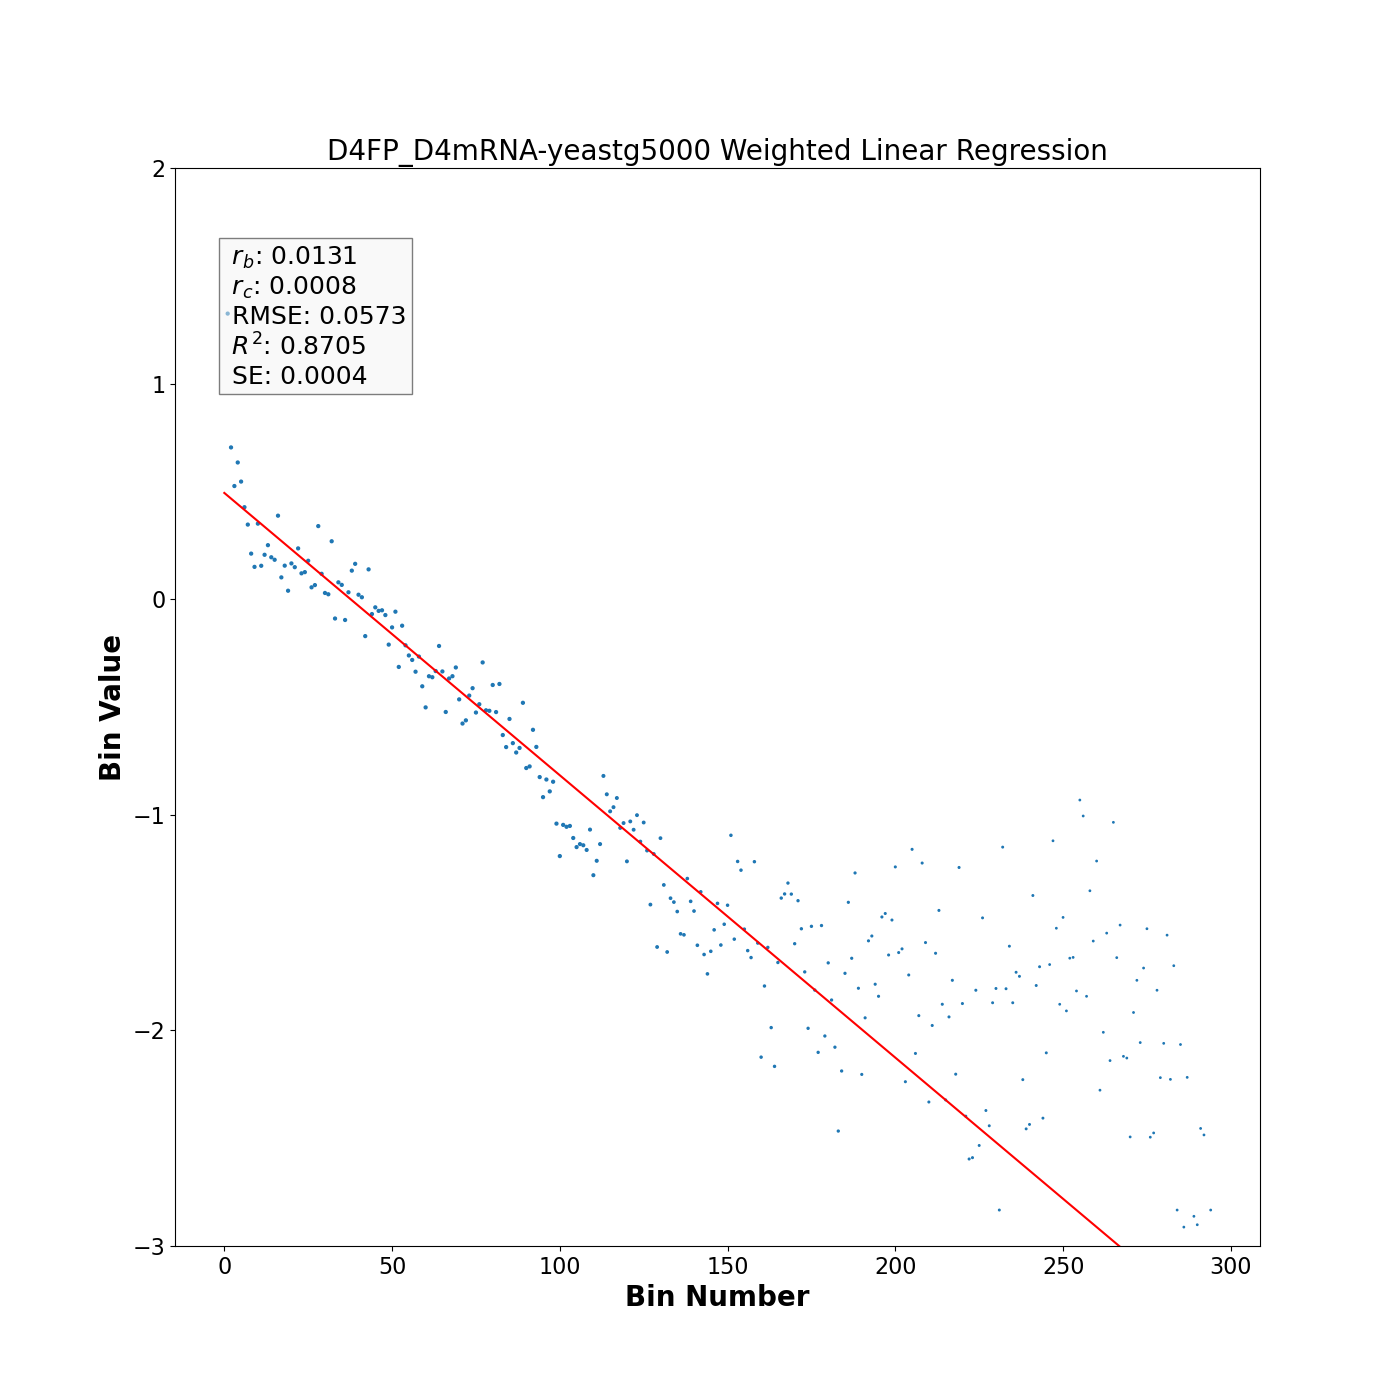 D4FP_D4mRNA-yeastg5000 Weighted Linear Regression
2
r_b: 0.0131
r_c: 0.0008
RMSE: 0.0573
R²: 0.8705
SE: 0.0004
1
0
−1
−2
−3
Bin Value
0 50 100 150 200 250 300
Bin Number